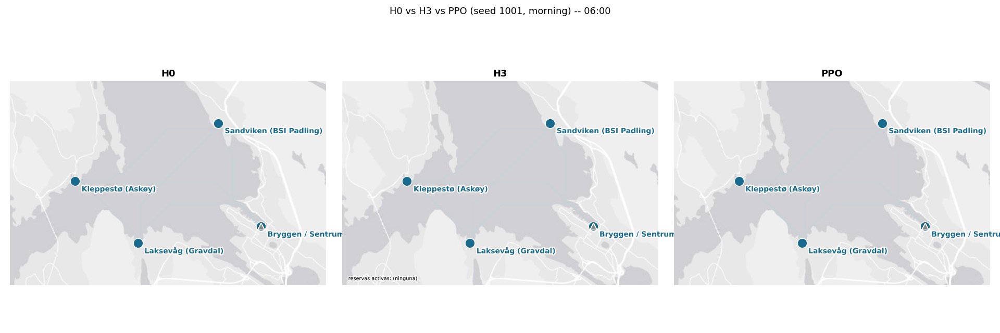 H0 vs H3 vs PPO (seed 1001, morning) -- 06:00
H0
Sandviken (BSI Padling)
Kleppestø (Askøy)
Bryggen / Sentrum
Laksevåg (Gravdal)
H3
Sandviken (BSI Padling)
Kleppestø (Askøy)
Bryggen / Sentrum
Laksevåg (Gravdal)
reservas activas: (ninguna)
PPO
Sandviken (BSI Padling)
Kleppestø (Askøy)
Bryggen / Sentru
Laksevåg (Gravdal)